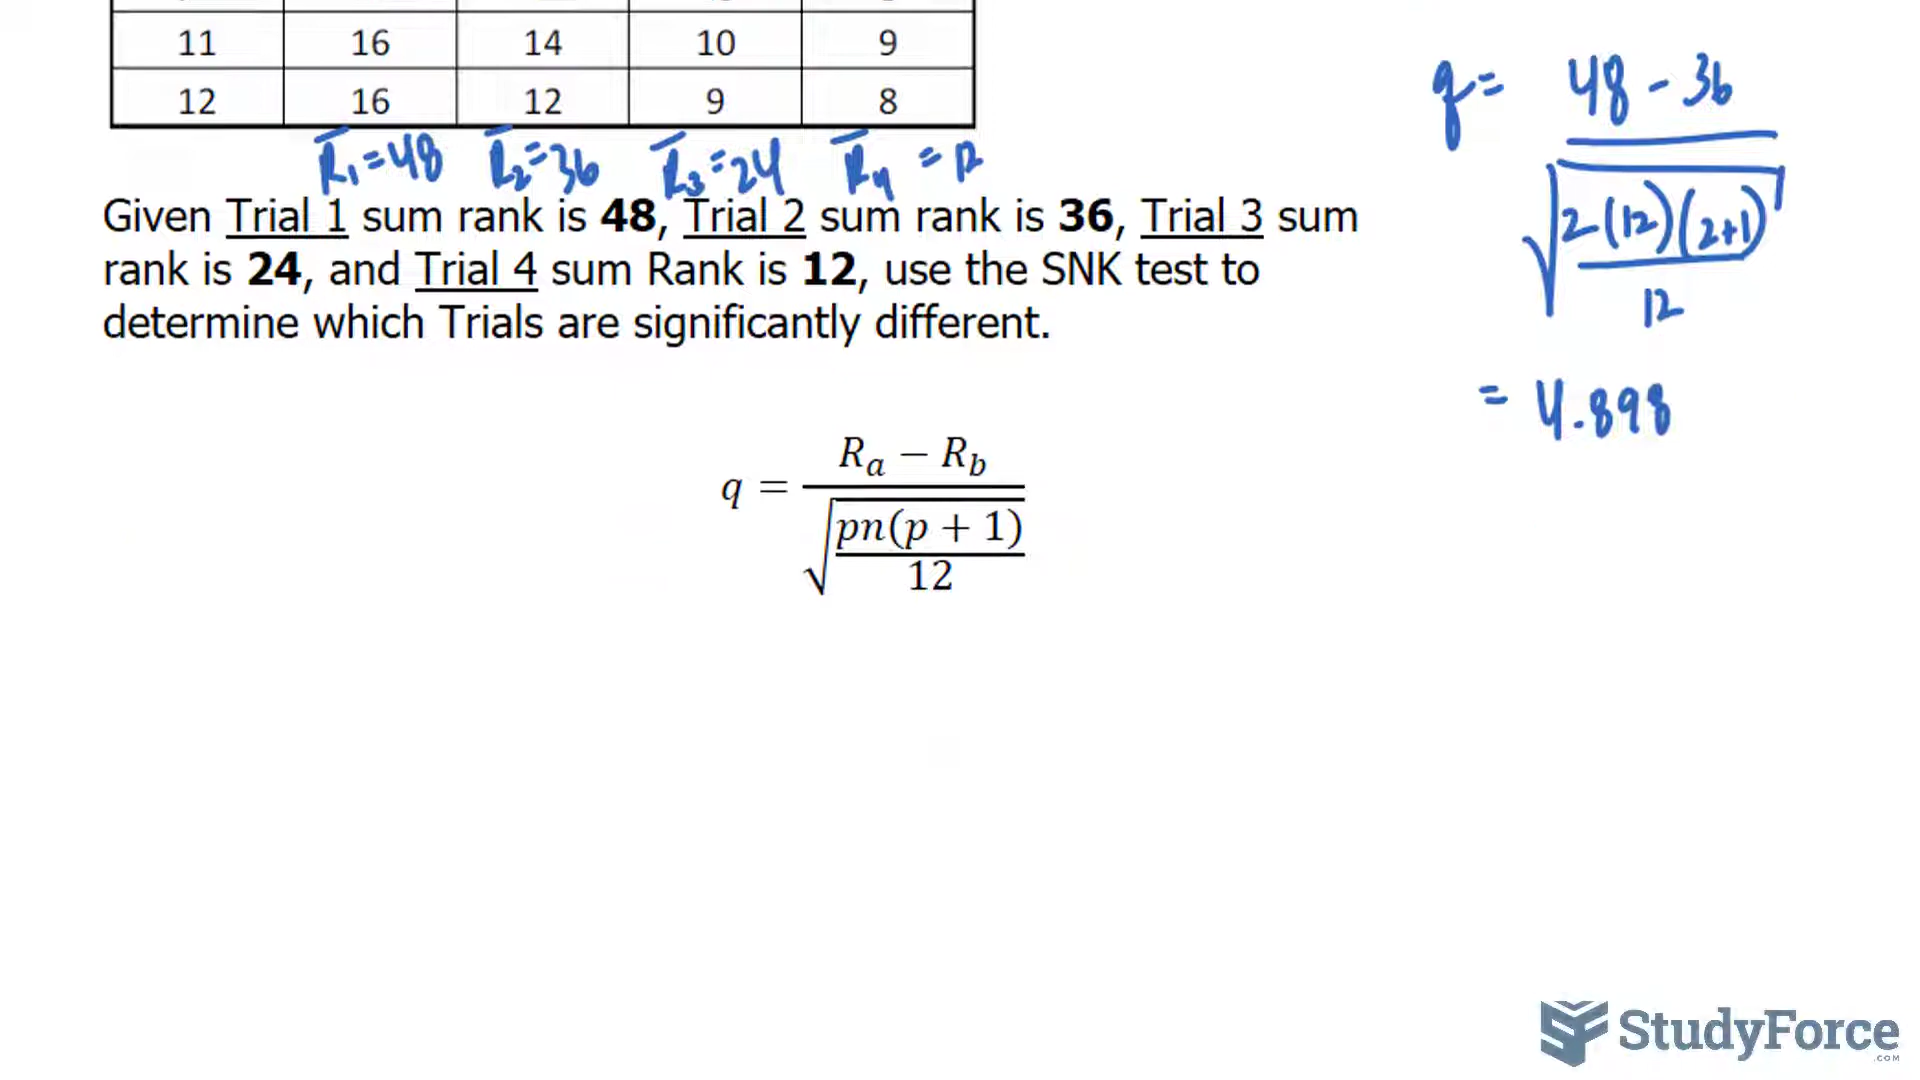 11 16 14 10 9
12 16 12 9 8
R̅₁=48 R̅₂=36 R̅₃=24 R̅₄ = 12
Given Trial 1 sum rank is 48, Trial 2 sum rank is 36, Trial 3 sum
rank is 24, and Trial 4 sum Rank is 12, use the SNK test to
determine which Trials are significantly different.
Rₐ − R_b
q =
√ pn(p + 1)
12
q = 48 - 36
√ 2(12)(2+1)
12
= 4.898
StudyForce
.COM